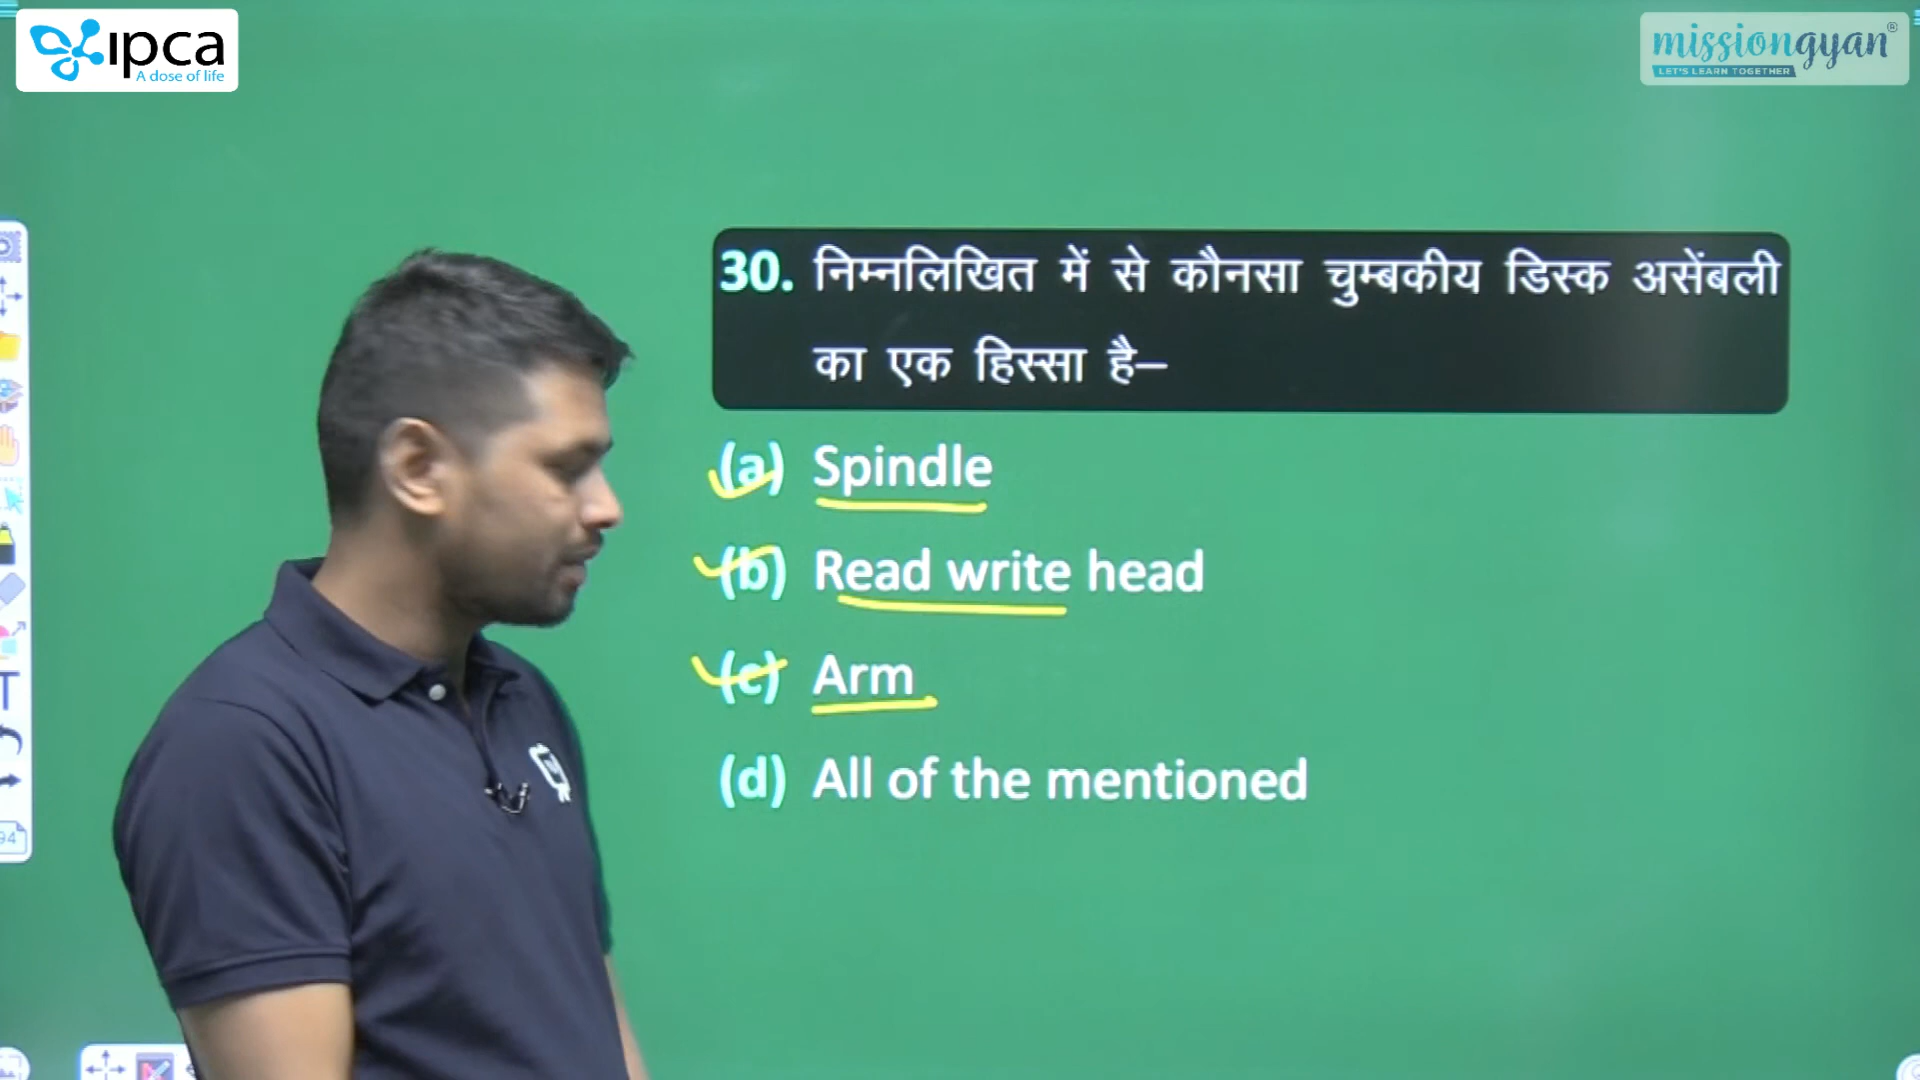 ipca
A dose of life
missiongyan®
LET'S LEARN TOGETHER
30. निम्नलिखित में से कौनसा चुम्बकीय डिस्क असेंबली
का एक हिस्सा है–
(a) Spindle
(b) Read write head
(c) Arm
(d) All of the mentioned
T
94